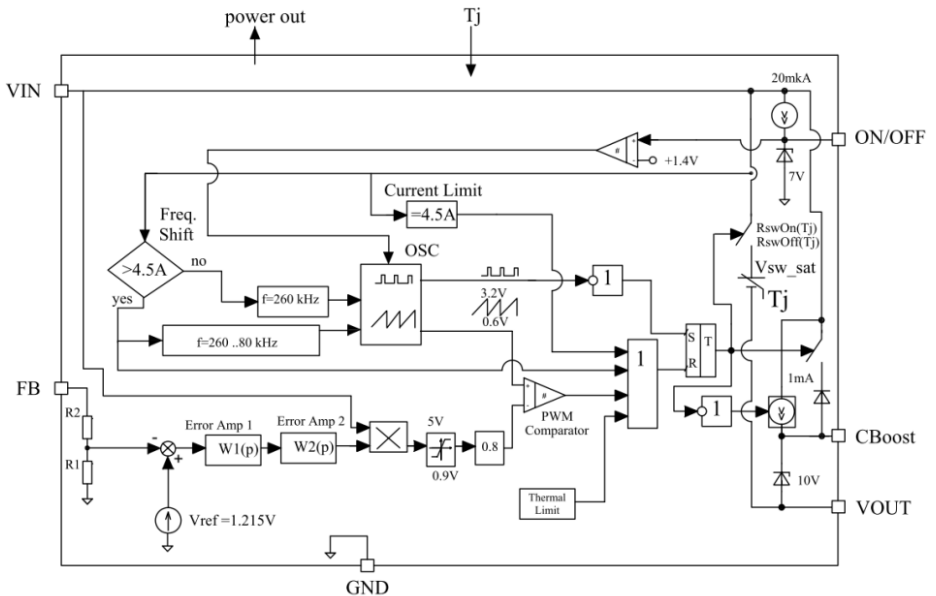 power out
Tj
VIN
20mkA
ON/OFF
#
+
-
+1.4V
7V
Current Limit
=4.5A
Freq.
Shift
OSC
>4.5A
no
yes
f=260 kHz
f=260 ..80 kHz
3.2V
0.6V
1
RswOn(Tj)
RswOff(Tj)
Vsw_sat
Tj
S
T
R
1
1mA
FB
R2
R1
Error Amp 1
Error Amp 2
-
+
W1(p)
W2(p)
5V
0.9V
0.8
+
-
#
PWM
Comparator
1
CBoost
10V
Thermal
Limit
VOUT
Vref =1.215V
GND